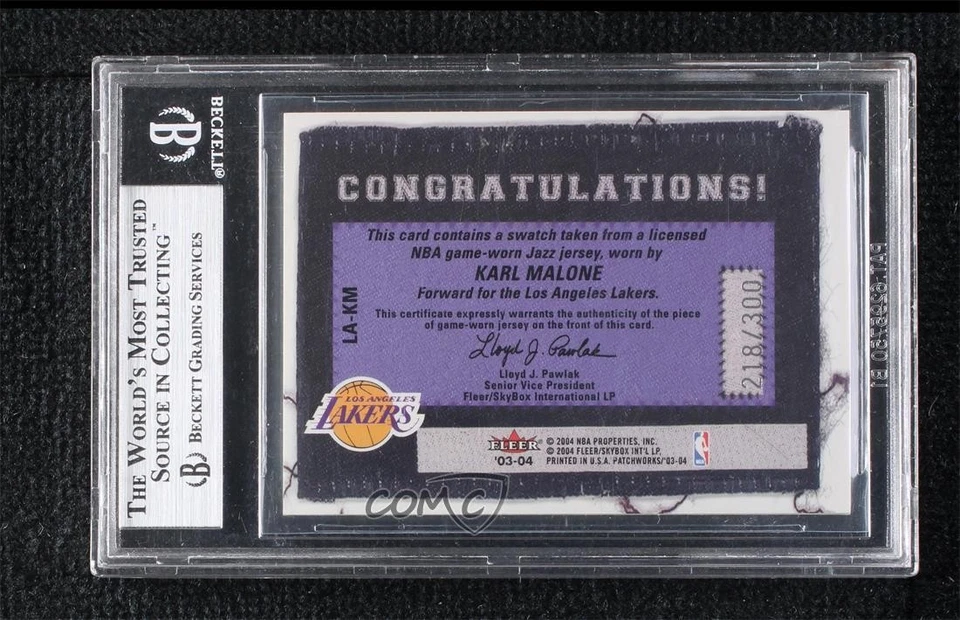 BECKETT®
B
THE WORLD'S MOST TRUSTED
SOURCE IN COLLECTING™
B BECKETT GRADING SERVICES
CONGRATULATIONS!
This card contains a swatch taken from a licensed
NBA game-worn Jazz jersey, worn by
KARL MALONE
Forward for the Los Angeles Lakers.
This certificate expressly warrants the authenticity of the piece
of game-worn jersey on the front of this card.
Lloyd J. Pawlak
Lloyd J. Pawlak
Senior Vice President
Fleer/SkyBox International LP
LA-KM
218/300
LOS ANGELES
LAKERS
FLEER
'03-04
© 2004 NBA PROPERTIES, INC.
© 2004 FLEER/SKYBOX INT'L LP,
PRINTED IN U.S.A. PATCHWORKS/'03-04
NBA
COMC